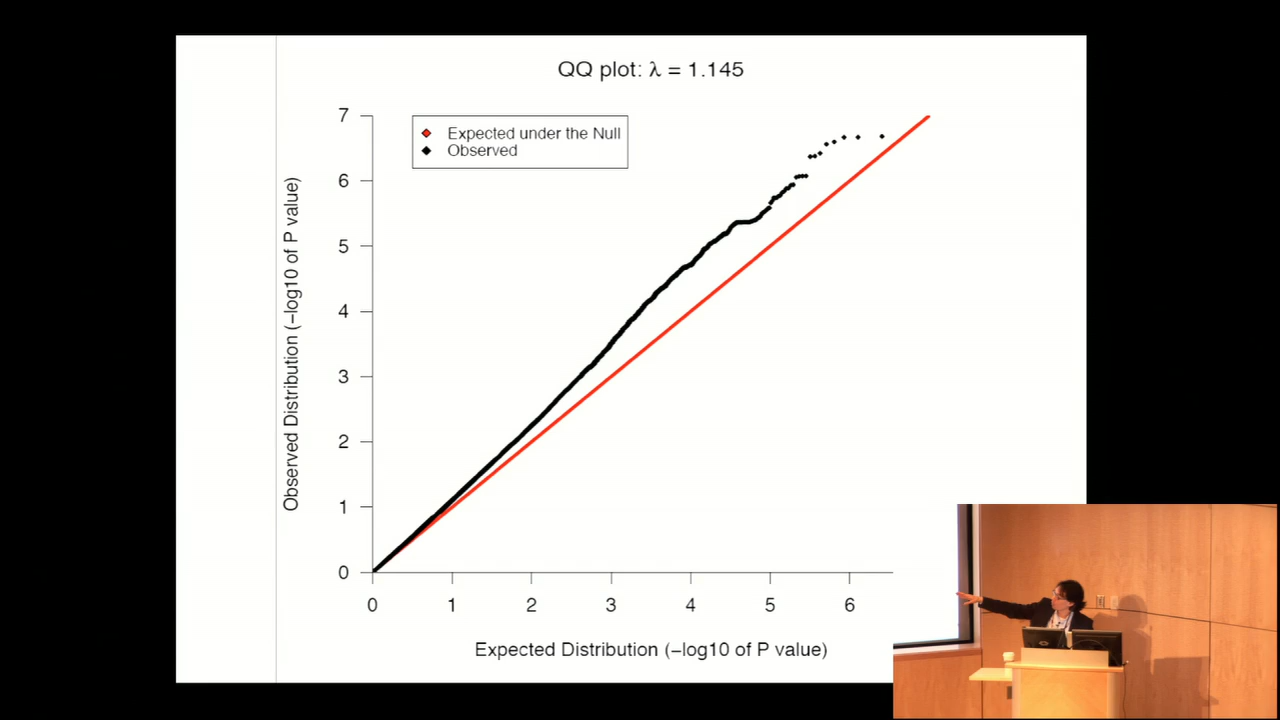 QQ plot: λ = 1.145
Expected under the Null
Observed
Observed Distribution (−log10 of P value)
7
6
5
4
3
2
1
0
0 1 2 3 4 5 6
Expected Distribution (−log10 of P value)